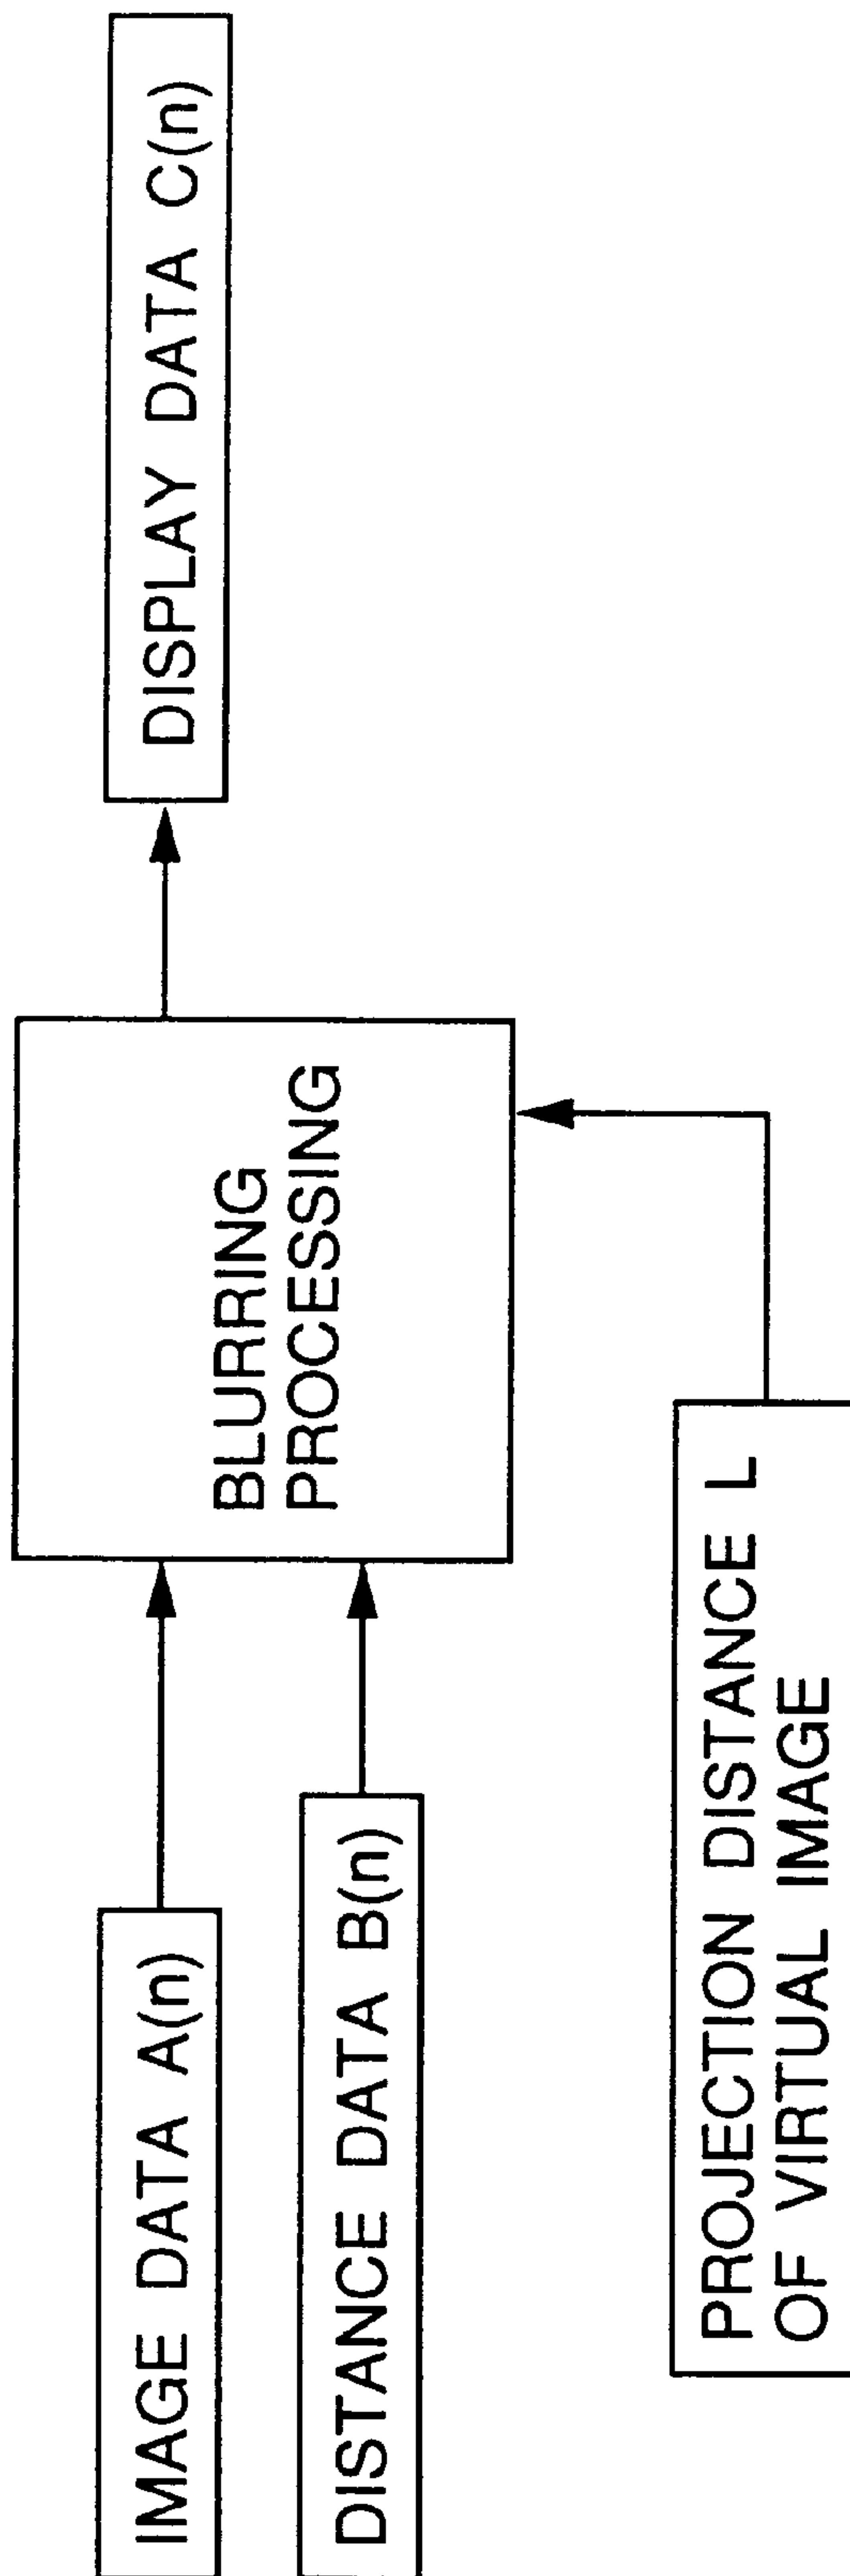 IMAGE DATA A(n)
DISTANCE DATA B(n)
PROJECTION DISTANCE L
OF VIRTUAL IMAGE
BLURRING
PROCESSING
DISPLAY DATA C(n)